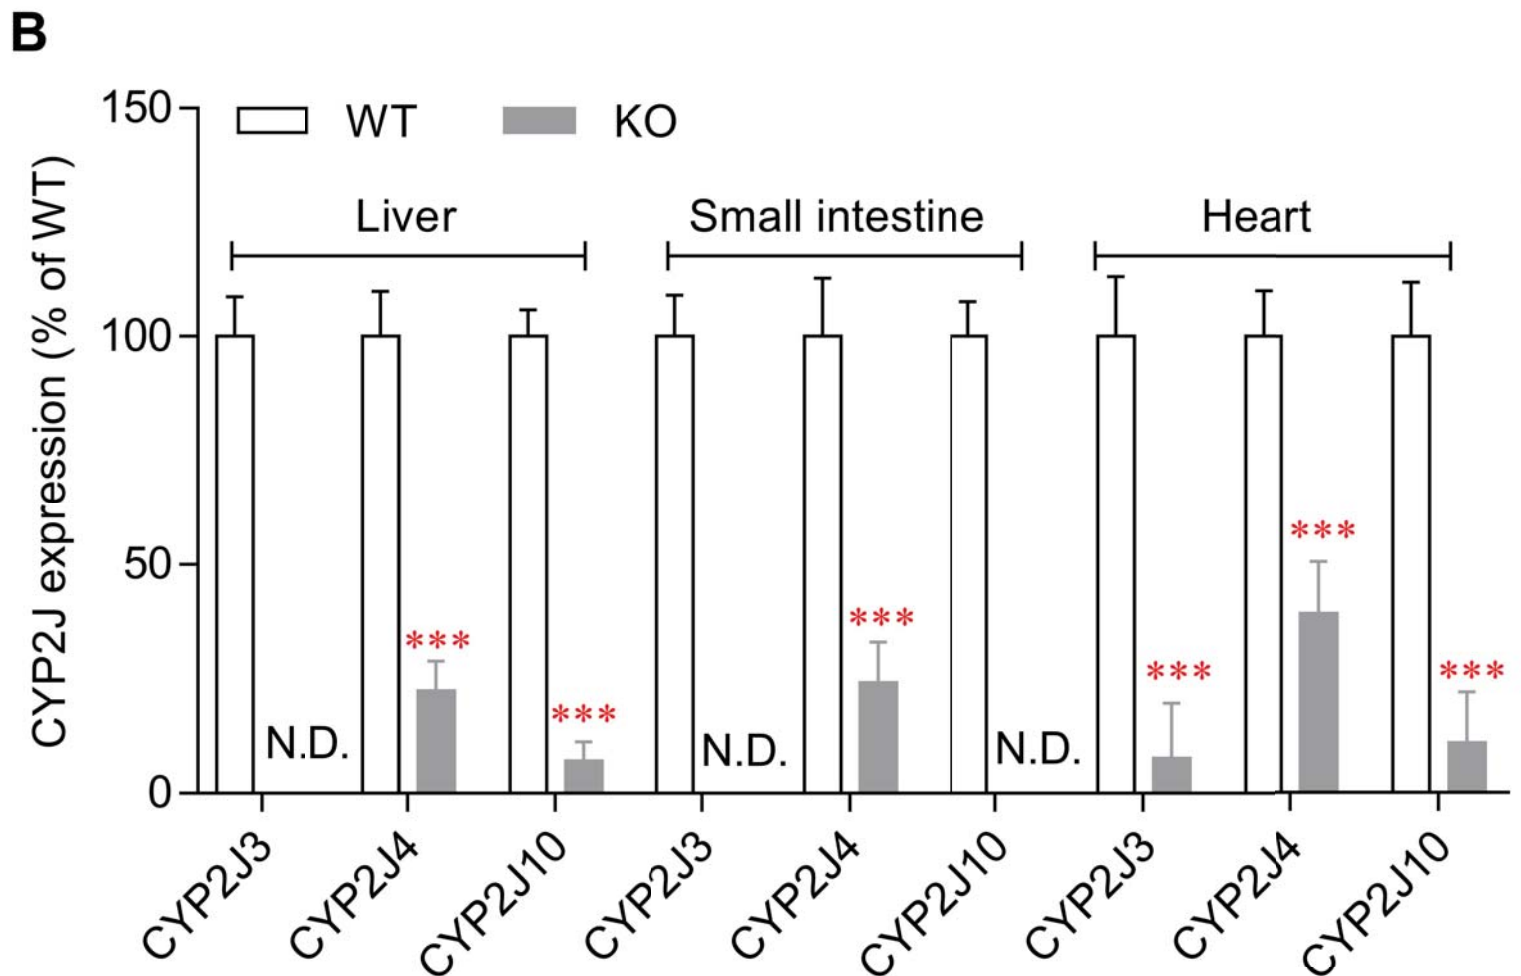 B
CYP2J expression (% of WT)
150
100
50
0
WT
KO
Liver
Small intestine
Heart
N.D.
***
***
N.D.
***
N.D.
***
***
***
CYP2J3
CYP2J4
CYP2J10
CYP2J3
CYP2J4
CYP2J10
CYP2J3
CYP2J4
CYP2J10